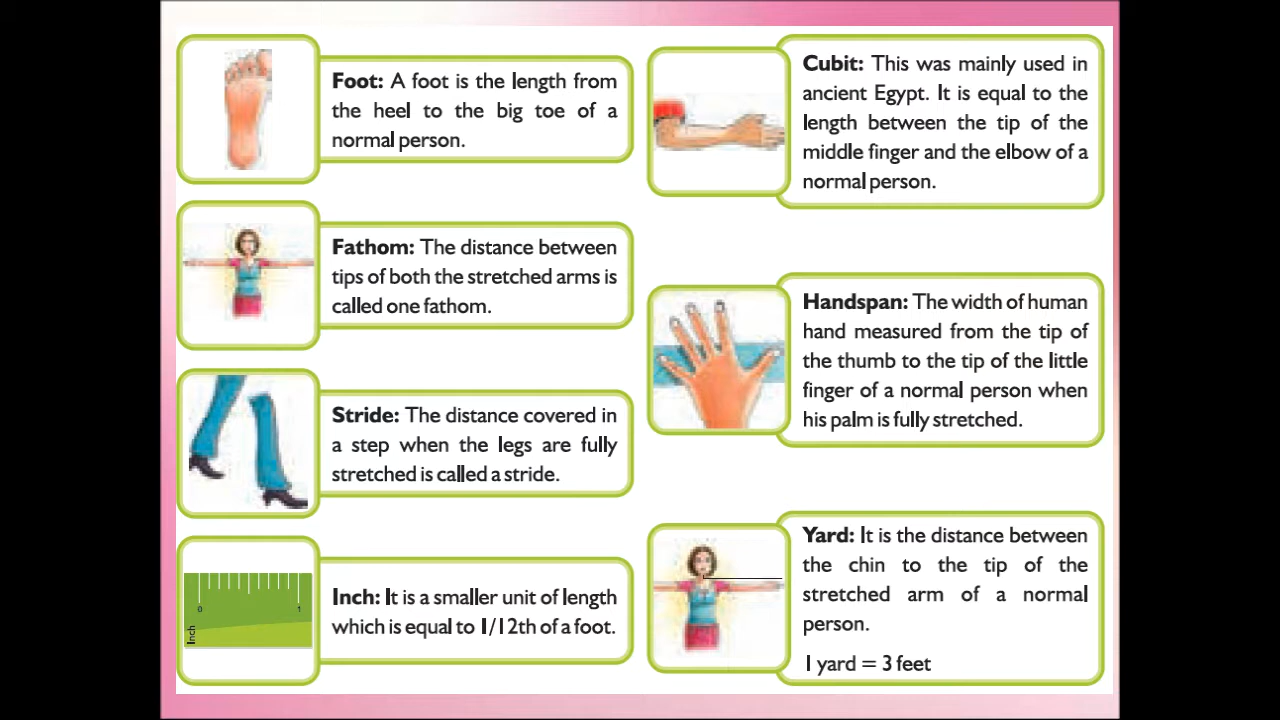 Foot: A foot is the length from
the heel to the big toe of a
normal person.
Fathom: The distance between
tips of both the stretched arms is
called one fathom.
Stride: The distance covered in
a step when the legs are fully
stretched is called a stride.
0 1
Inch
Inch: It is a smaller unit of length
which is equal to 1/12th of a foot.
Cubit: This was mainly used in
ancient Egypt. It is equal to the
length between the tip of the
middle finger and the elbow of a
normal person.
Handspan: The width of human
hand measured from the tip of
the thumb to the tip of the little
finger of a normal person when
his palm is fully stretched.
Yard: It is the distance between
the chin to the tip of the
stretched arm of a normal
person.
1 yard = 3 feet